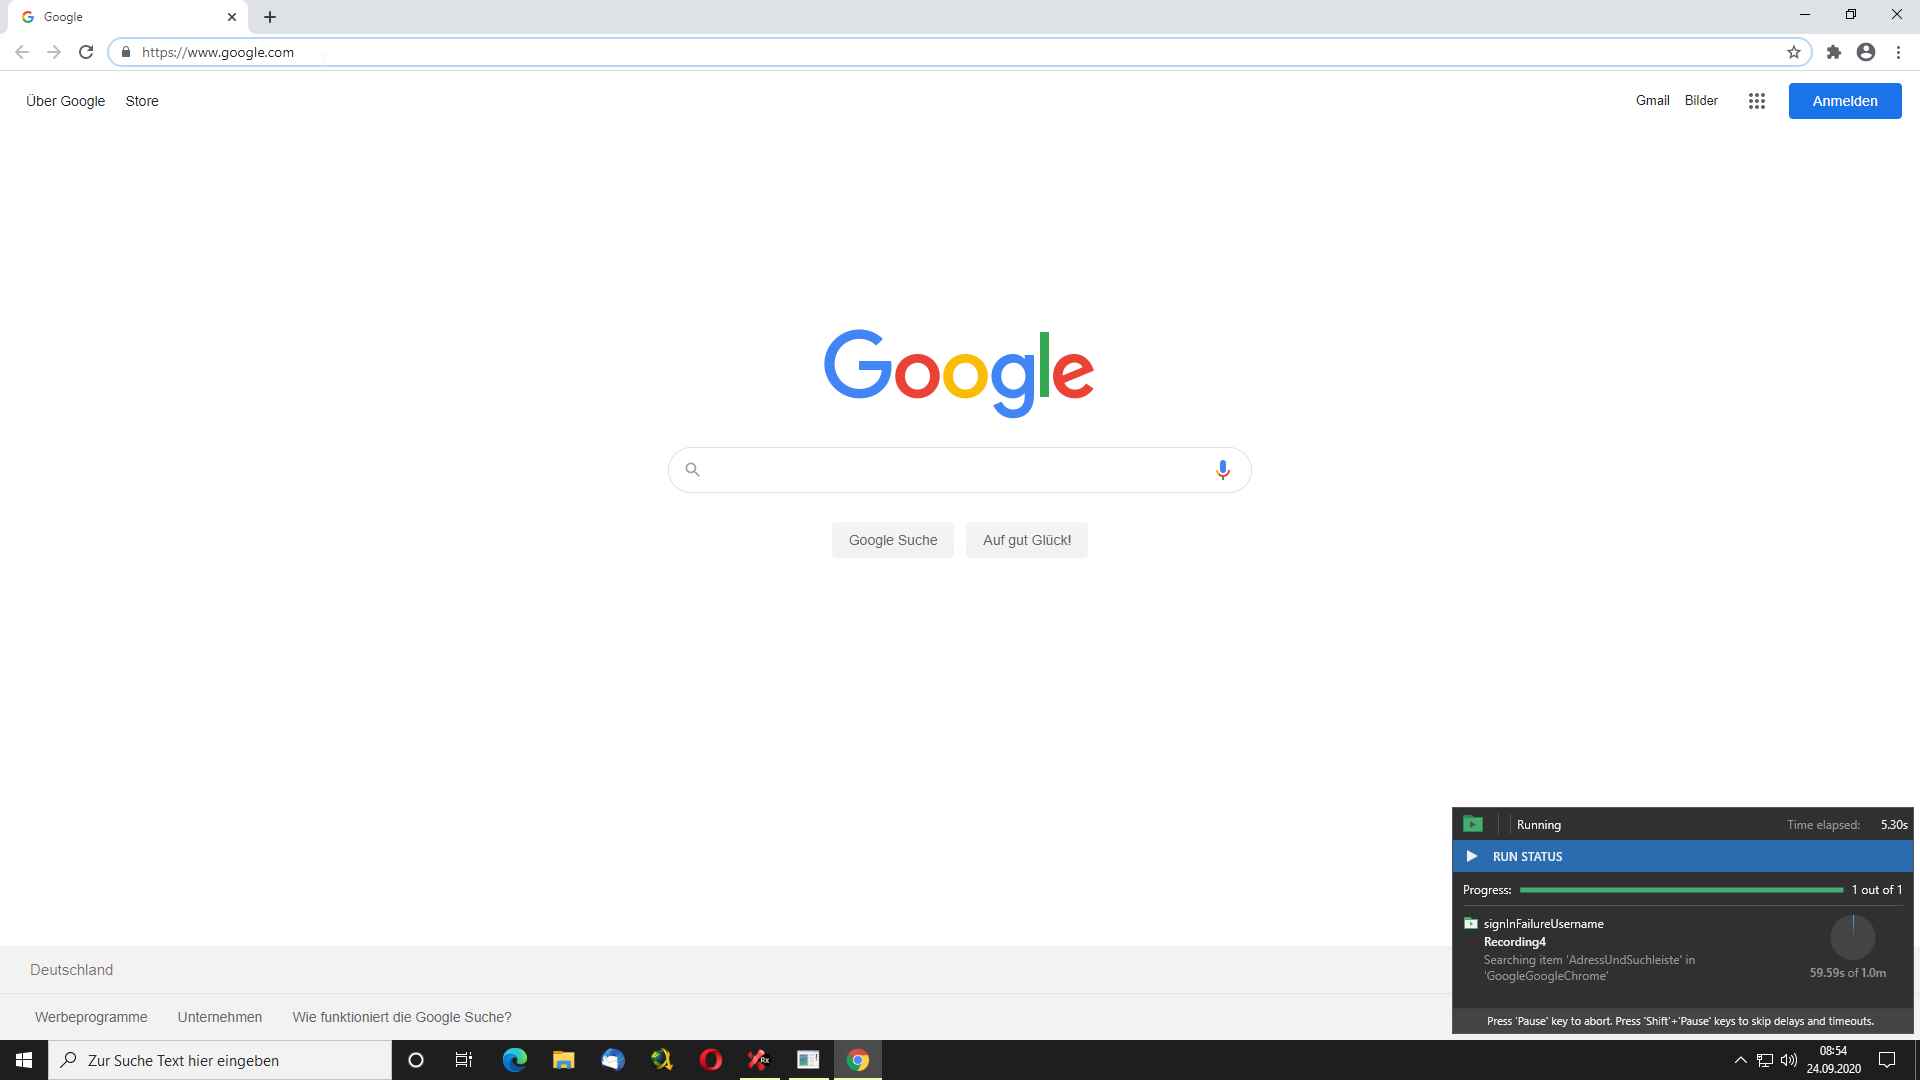 Google
https://www.google.com
Über Google Store
Gmail Bilder Anmelden
Google
Google Suche Auf gut Glück!
Running Time elapsed: 5.30s
RUN STATUS
Progress: 1 out of 1
signInFailureUsername
Recording4
Searching item 'AdressUndSuchleiste' in
'GoogleGoogleChrome'
59.59s of 1.0m
Press 'Pause' key to abort. Press 'Shift'+'Pause' keys to skip delays and timeouts.
Deutschland
Werbeprogramme Unternehmen Wie funktioniert die Google Suche?
Zur Suche Text hier eingeben
Rx
08:54
24.09.2020